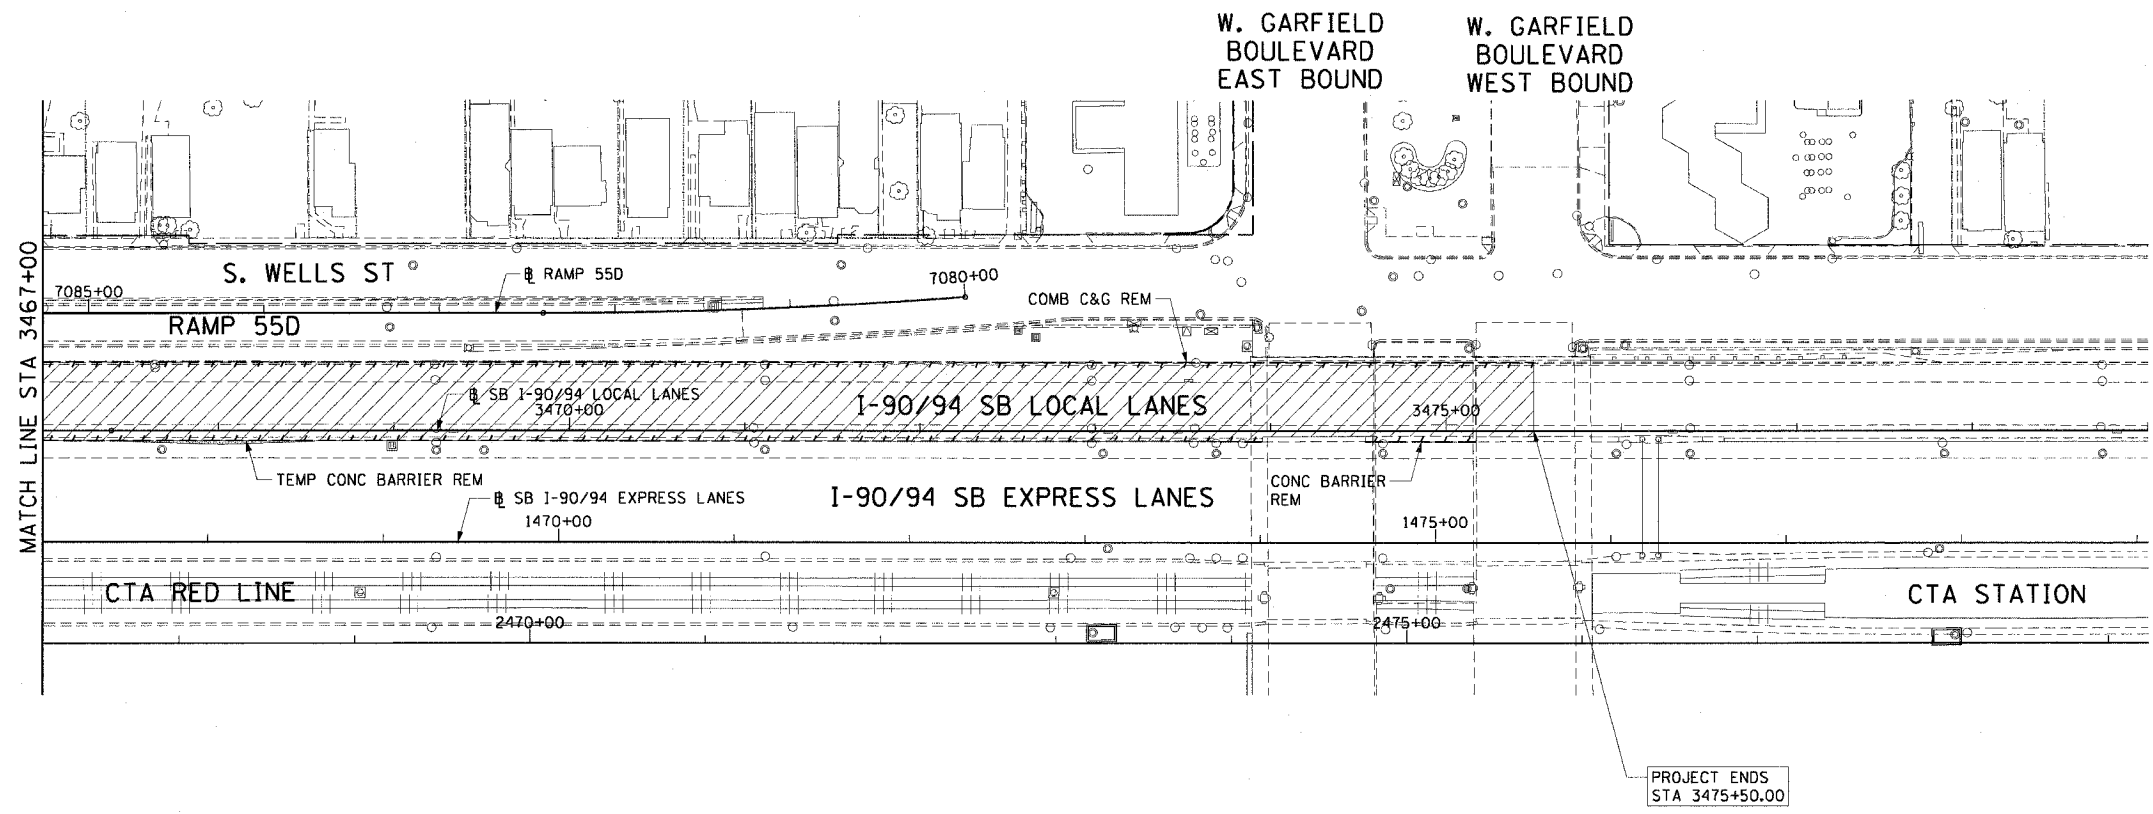 W. GARFIELD
BOULEVARD
EAST BOUND
W. GARFIELD
BOULEVARD
WEST BOUND
MATCH LINE STA 3467+00
S. WELLS ST
RAMP 55D
7080+00
7085+00
COMB C&G REM
RAMP 55D
SB I-90/94 LOCAL LANES
3470+00
I-90/94 SB LOCAL LANES
3475+00
TEMP CONC BARRIER REM
CONC BARRIER
REM
SB I-90/94 EXPRESS LANES
I-90/94 SB EXPRESS LANES
1470+00
1475+00
CTA RED LINE
CTA STATION
2470+00
2475+00
PROJECT ENDS
STA 3475+50.00